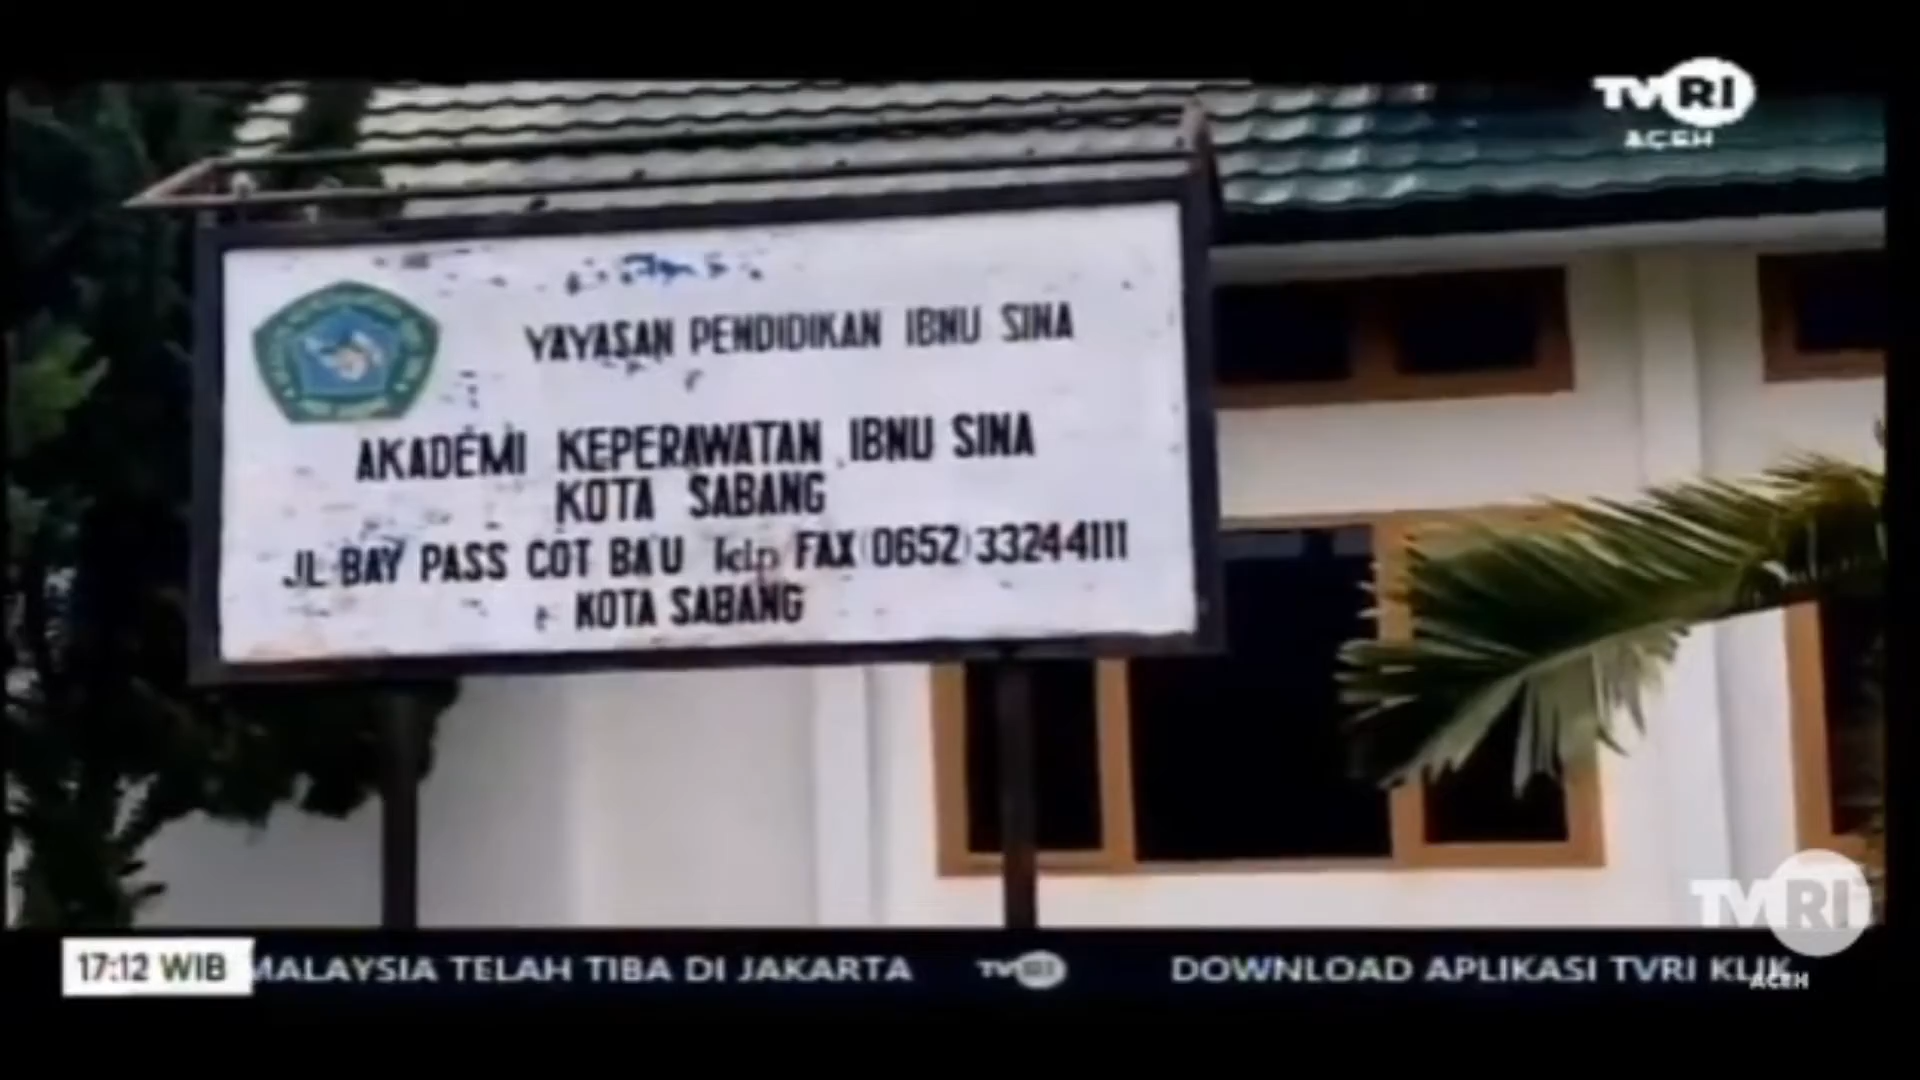 TVRI
ACEH
YAYASAN PENDIDIKAN IBNU SINA
AKADEMI KEPERAWATAN IBNU SINA
KOTA SABANG
JL BAY PASS COT BA'U Telp FAX (0652) 33244111
KOTA SABANG
TVRI
ACEH
17:12 WIB
MALAYSIA TELAH TIBA DI JAKARTA TVRI DOWNLOAD APLIKASI TVRI KLIK